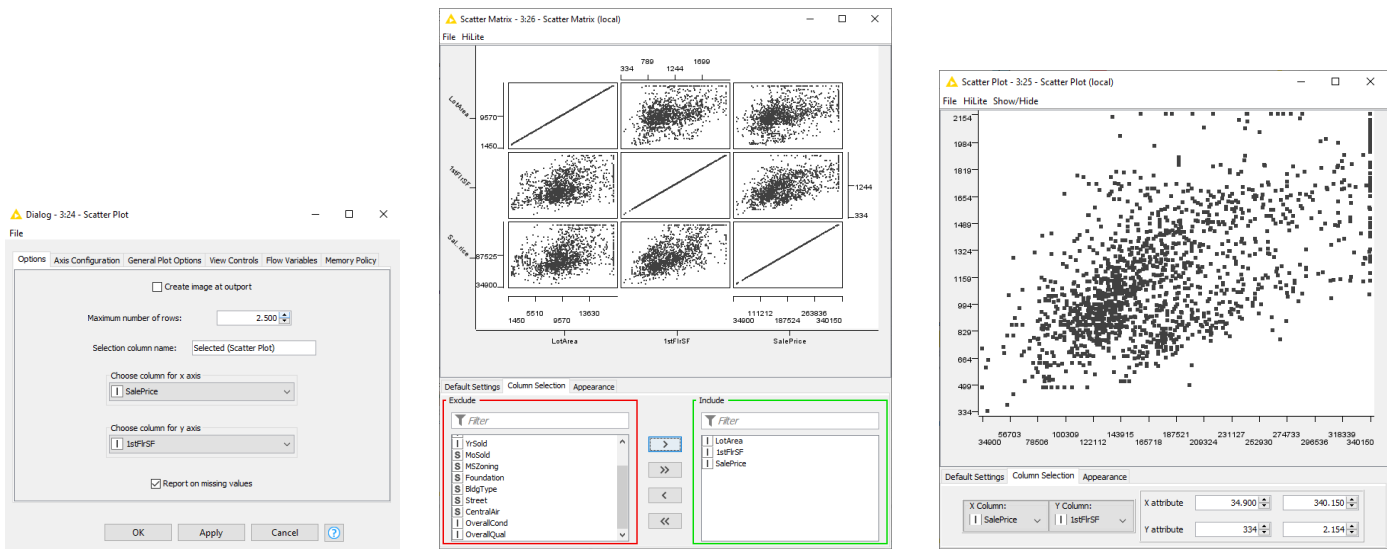 Dialog - 3:24 - Scatter Plot
File
Options Axis Configuration General Plot Options View Controls Flow Variables Memory Policy
Create image at outport
Maximum number of rows: 2.500
Selection column name: Selected (Scatter Plot)
Choose column for x axis
I SalePrice
Choose column for y axis
I 1stFlrSF
Report on missing values
OK Apply Cancel ?
Scatter Matrix - 3:26 - Scatter Matrix (local)
File HiLite
789 1699
334 1244
LotArea
9570
1450
1stFlrSF
1244
334
Sal...rice
87525
34900
5510 13630 111212 263836
1450 9570 34900 187524 340150
LotArea 1stFlrSF SalePrice
Default Settings Column Selection Appearance
Exclude
Filter
I YrSold
S MoSold
S MSZoning
S Foundation
S BldgType
S Street
S CentralAir
I OverallCond
I OverallQual
>
>>
<
<<
Include
Filter
I LotArea
I 1stFlrSF
I SalePrice
Scatter Plot - 3:25 - Scatter Plot (local)
File HiLite Show/Hide
2154
1984
1819
1654
1489
1324
1159
994
829
664
499
334
56703 100309 143915 187521 231127 274733 318339
34900 78506 122112 165718 209324 252930 296536 340150
Default Settings Column Selection Appearance
X Column: Y Column:
I SalePrice I 1stFlrSF
X attribute 34.900 340.150
Y attribute 334 2.154